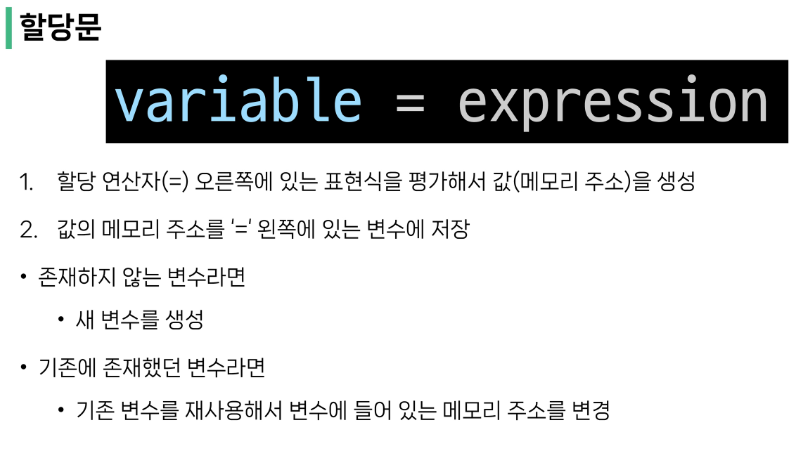 할당문
variable = expression
1. 할당 연산자(=) 오른쪽에 있는 표현식을 평가해서 값(메모리 주소)을 생성
2. 값의 메모리 주소를 '=' 왼쪽에 있는 변수에 저장
• 존재하지 않는 변수라면
• 새 변수를 생성
• 기존에 존재했던 변수라면
• 기존 변수를 재사용해서 변수에 들어 있는 메모리 주소를 변경